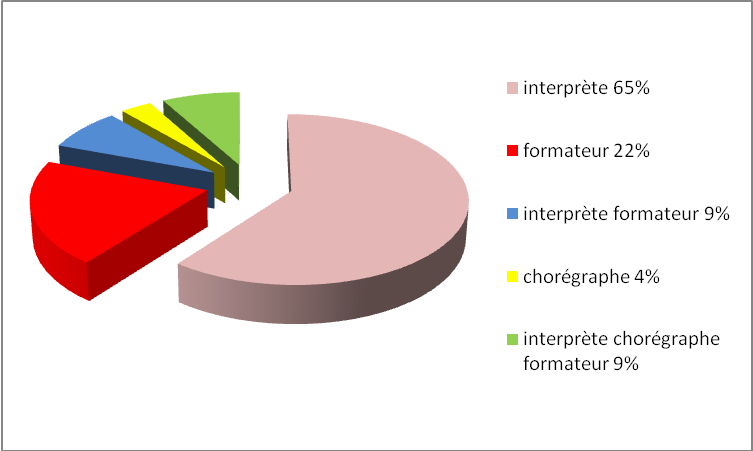 interprète 65%
formateur 22%
interprète formateur 9%
chorégraphe 4%
interprète chorégraphe
formateur 9%